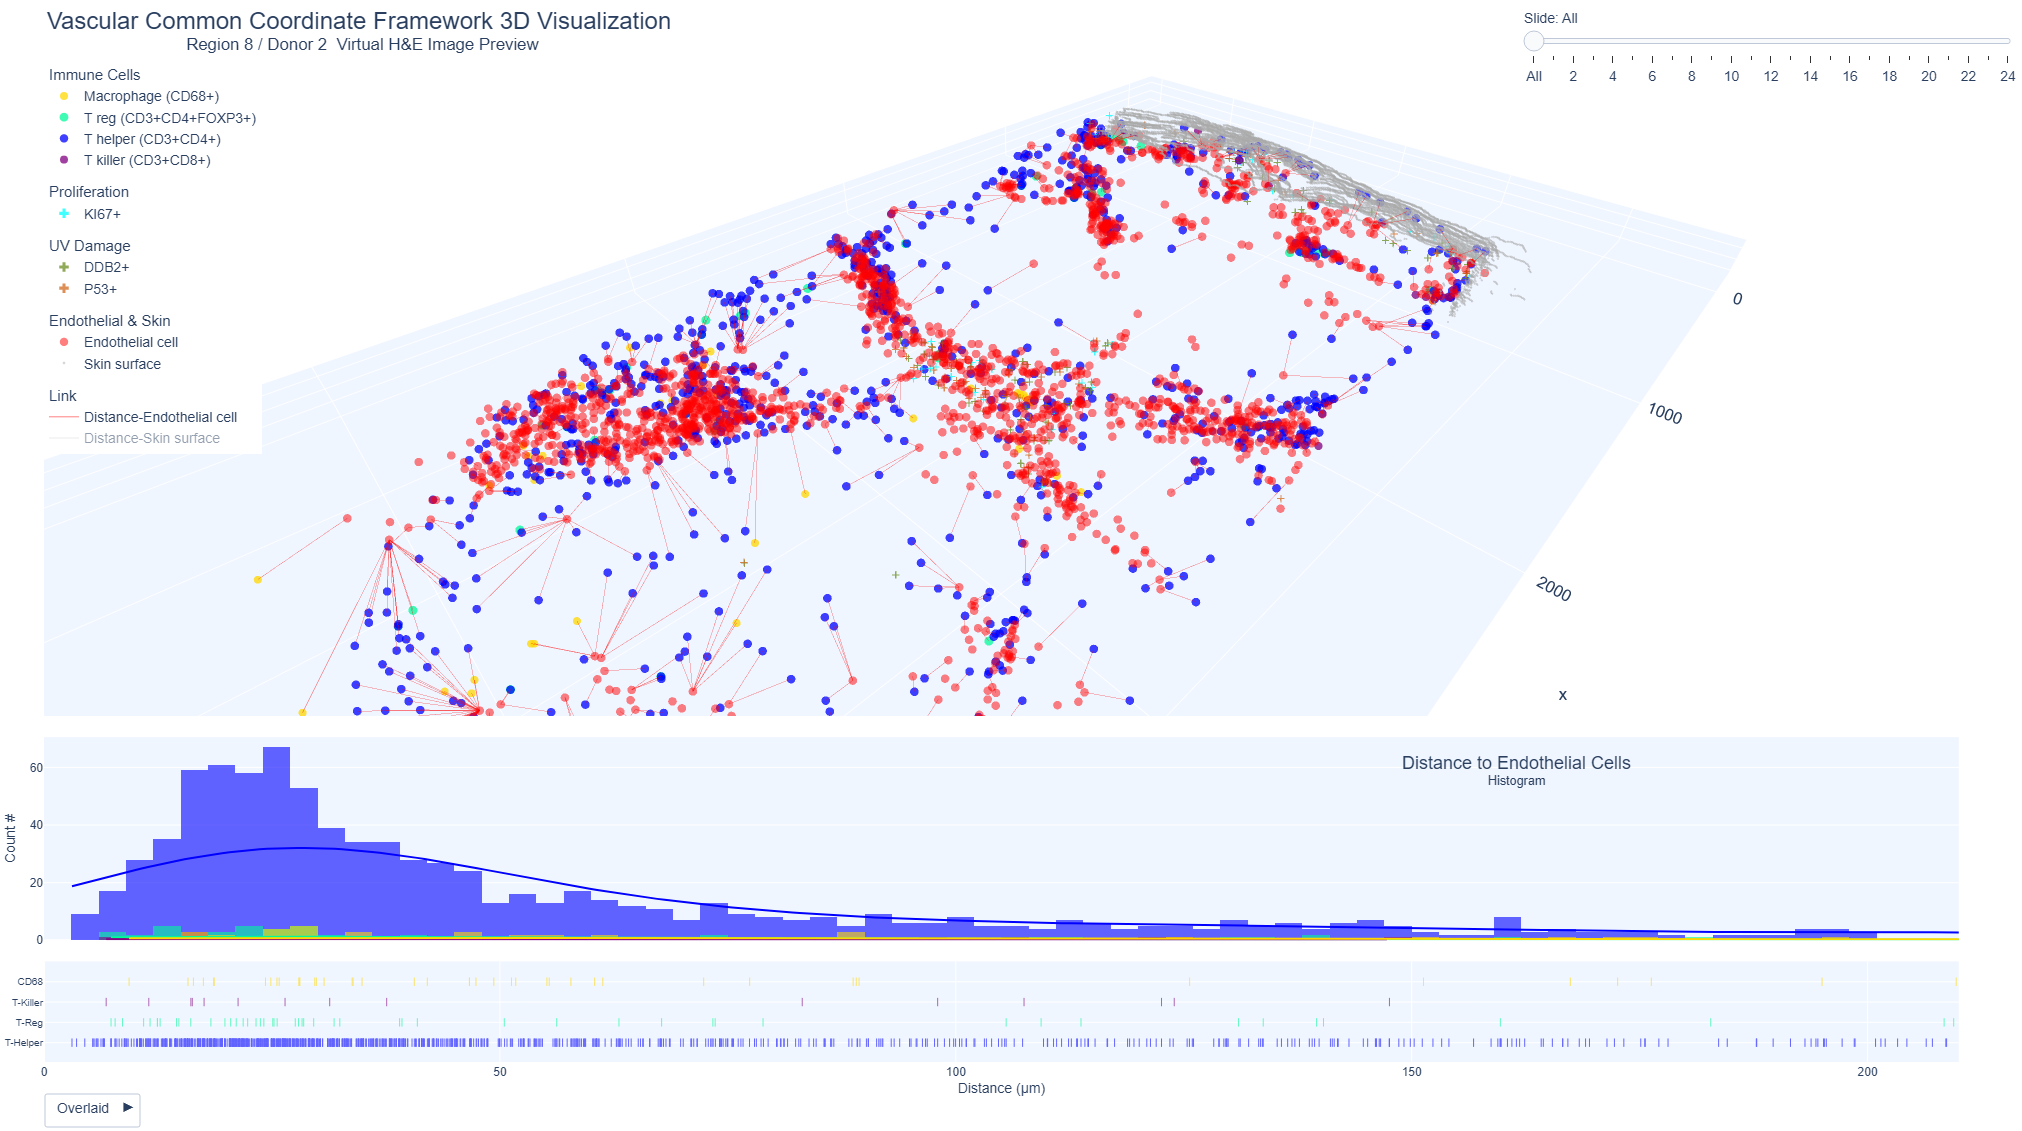 Vascular Common Coordinate Framework 3D Visualization
Region 8 / Donor 2  Virtual H&E Image Preview
Slide: All
All 2 4 6 8 10 12 14 16 18 20 22 24
Immune Cells
Macrophage (CD68+)
T reg (CD3+CD4+FOXP3+)
T helper (CD3+CD4+)
T killer (CD3+CD8+)
Proliferation
KI67+
UV Damage
DDB2+
P53+
Endothelial & Skin
Endothelial cell
Skin surface
Link
Distance-Endothelial cell
Distance-Skin surface
0
1000
2000
x
Distance to Endothelial Cells
Histogram
Count #
60
40
20
0
CD68
T-Killer
T-Reg
T-Helper
0 50 100 150 200
Distance (μm)
Overlaid ▶